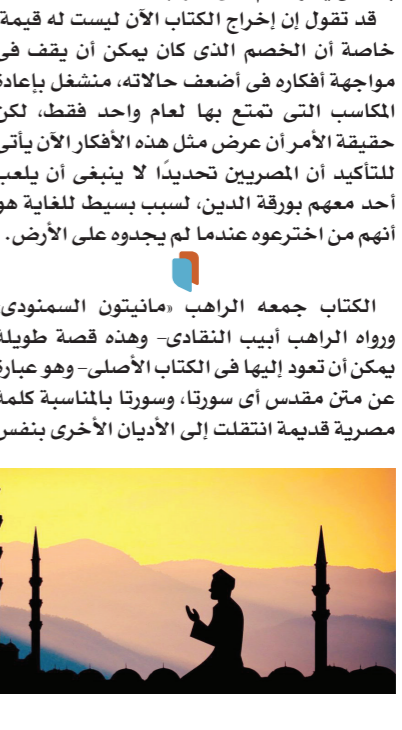 قد تقول إن إخراج الكتاب الآن ليست له قيمة،
خاصة أن الخصم الذى كان يمكن أن يقف فى
مواجهة أفكاره فى أضعف حالاته، منشغل بإعادة
المكاسب التى تمتع بها لعام واحد فقط، لكن
حقيقة الأمر أن عرض مثل هذه الأفكار الآن يأتى
للتأكيد أن المصريين تحديدًا لا ينبغى أن يلعب
أحد معهم بورقة الدين، لسبب بسيط للغاية هو
أنهم من اخترعوه عندما لم يجدوه على الأرض.
الكتاب جمعه الراهب «مانيتون السمنودى
ورواه الراهب أبيب النقادى- وهذه قصة طويلة
يمكن أن تعود إليها فى الكتاب الأصلى- وهو عبارة
عن متن مقدس أى سورتا، وسورتا بالمناسبة كلمة
مصرية قديمة انتقلت إلى الأديان الأخرى بنفس